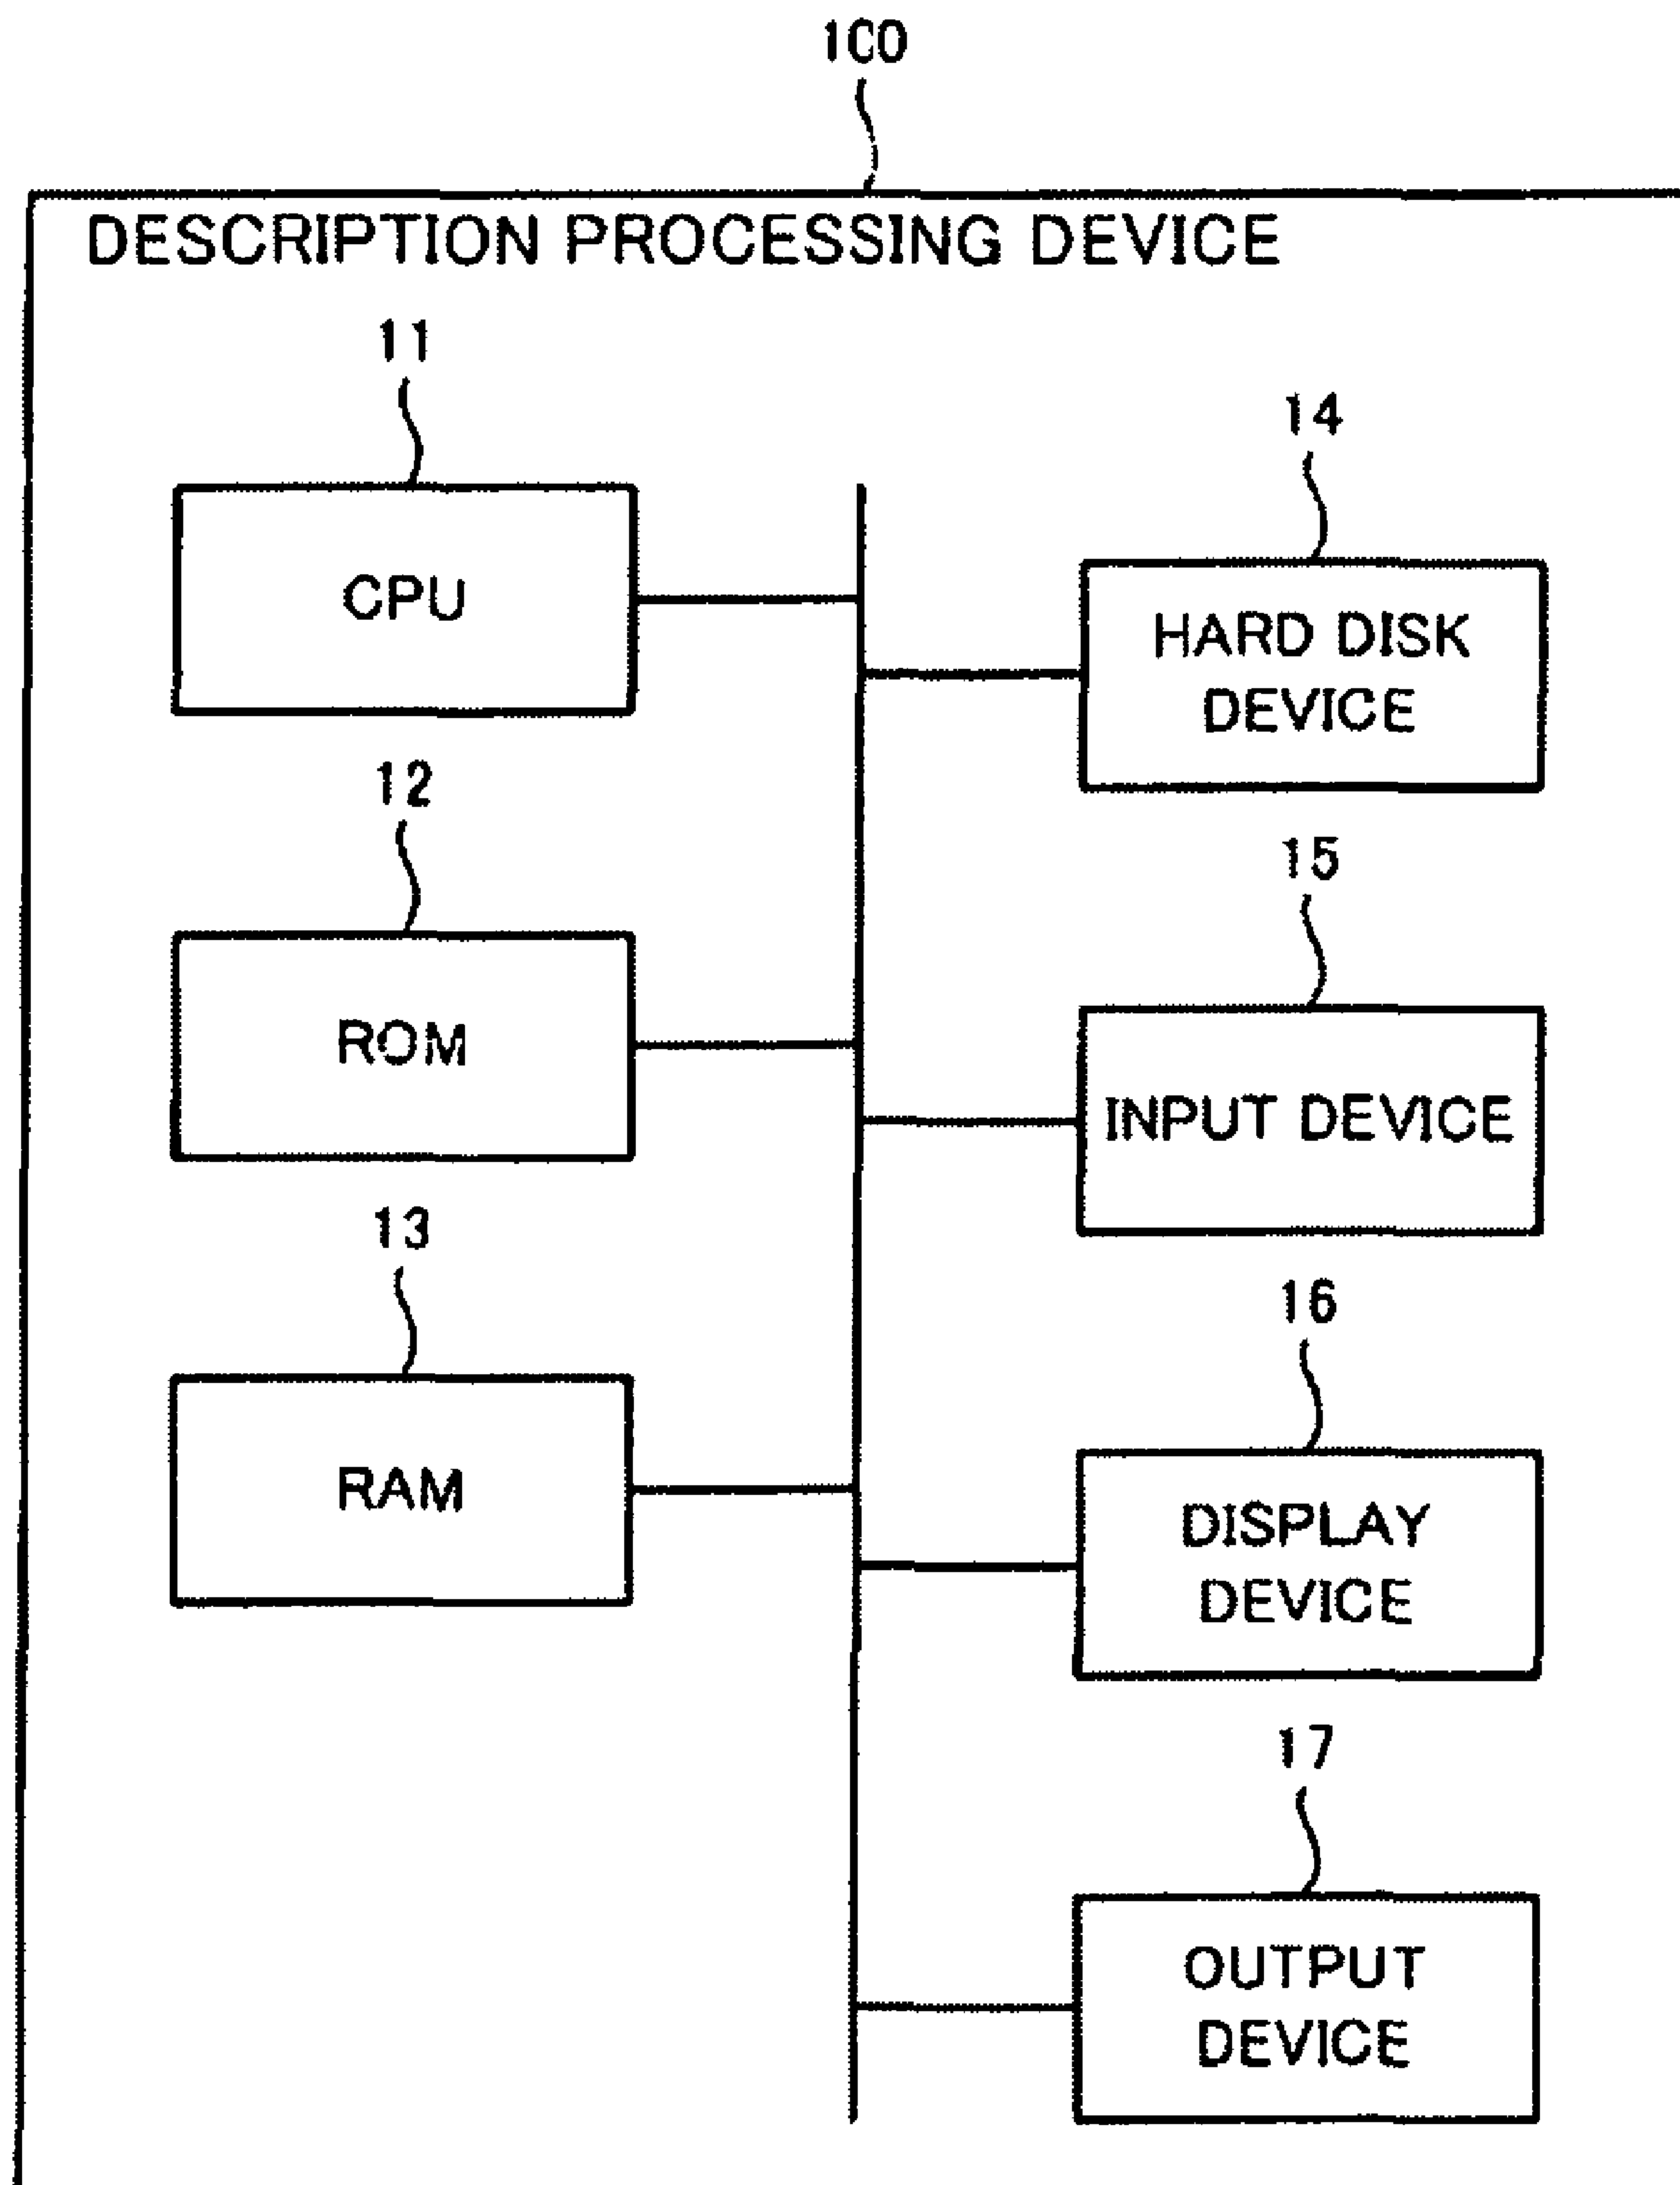 100
DESCRIPTION PROCESSING DEVICE
11
CPU
12
ROM
13
RAM
14
HARD DISK
DEVICE
15
INPUT DEVICE
16
DISPLAY
DEVICE
17
OUTPUT
DEVICE